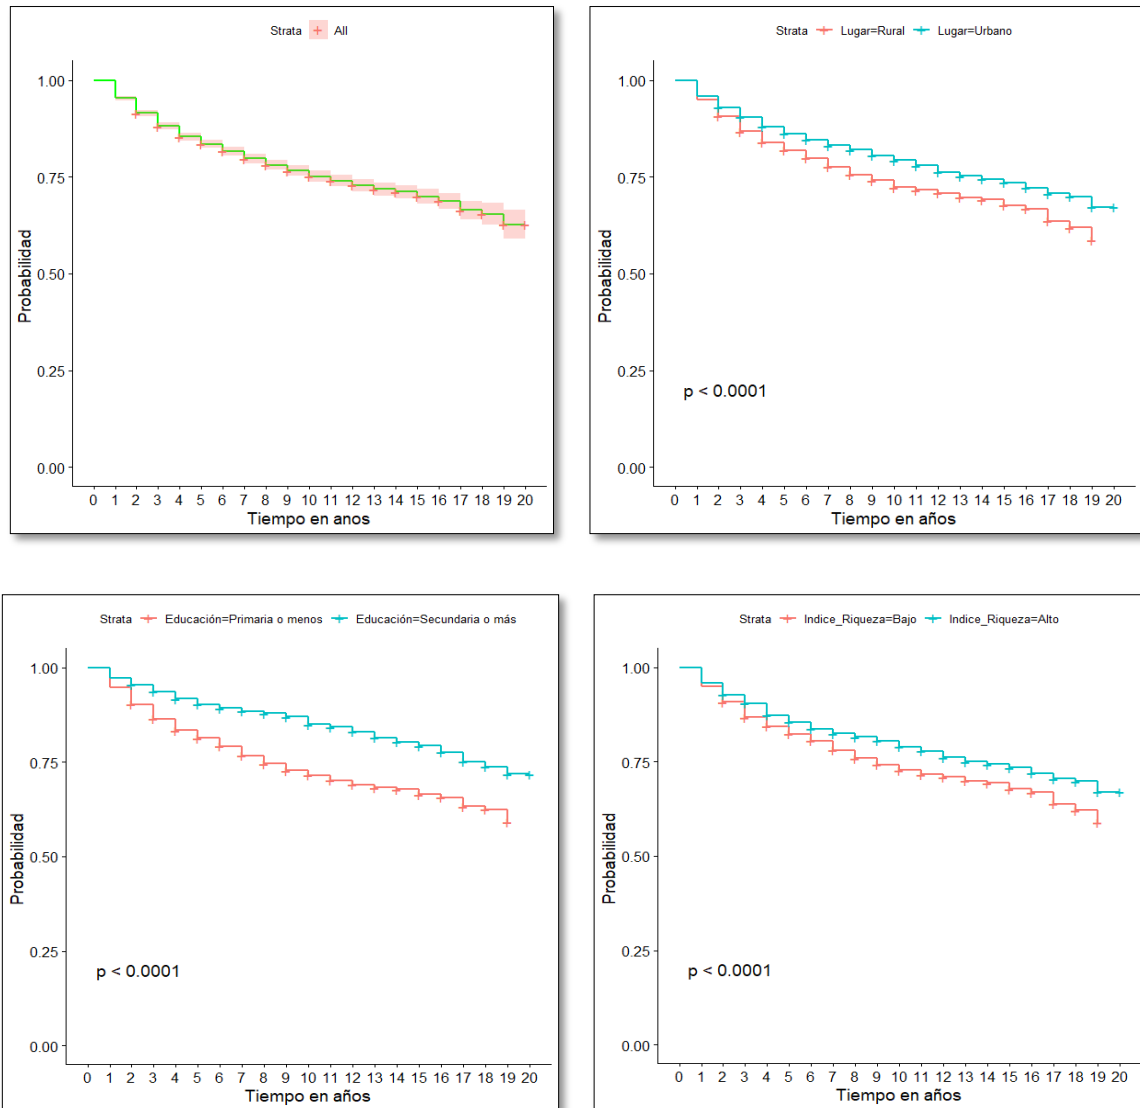 Strata All
1.00
0.75
0.50
0.25
0.00
Probabilidad
0 1 2 3 4 5 6 7 8 9 10 11 12 13 14 15 16 17 18 19 20
Tiempo en anos
Strata Lugar=Rural Lugar=Urbano
1.00
0.75
0.50
0.25
0.00
Probabilidad
p < 0.0001
0 1 2 3 4 5 6 7 8 9 10 11 12 13 14 15 16 17 18 19 20
Tiempo en años
Strata Educación=Primaria o menos Educación=Secundaria o más
1.00
0.75
0.50
0.25
0.00
Probabilidad
p < 0.0001
0 1 2 3 4 5 6 7 8 9 10 11 12 13 14 15 16 17 18 19 20
Tiempo en años
Strata Indice_Riqueza=Bajo Indice_Riqueza=Alto
1.00
0.75
0.50
0.25
0.00
Probabilidad
p < 0.0001
0 1 2 3 4 5 6 7 8 9 10 11 12 13 14 15 16 17 18 19 20
Tiempo en años